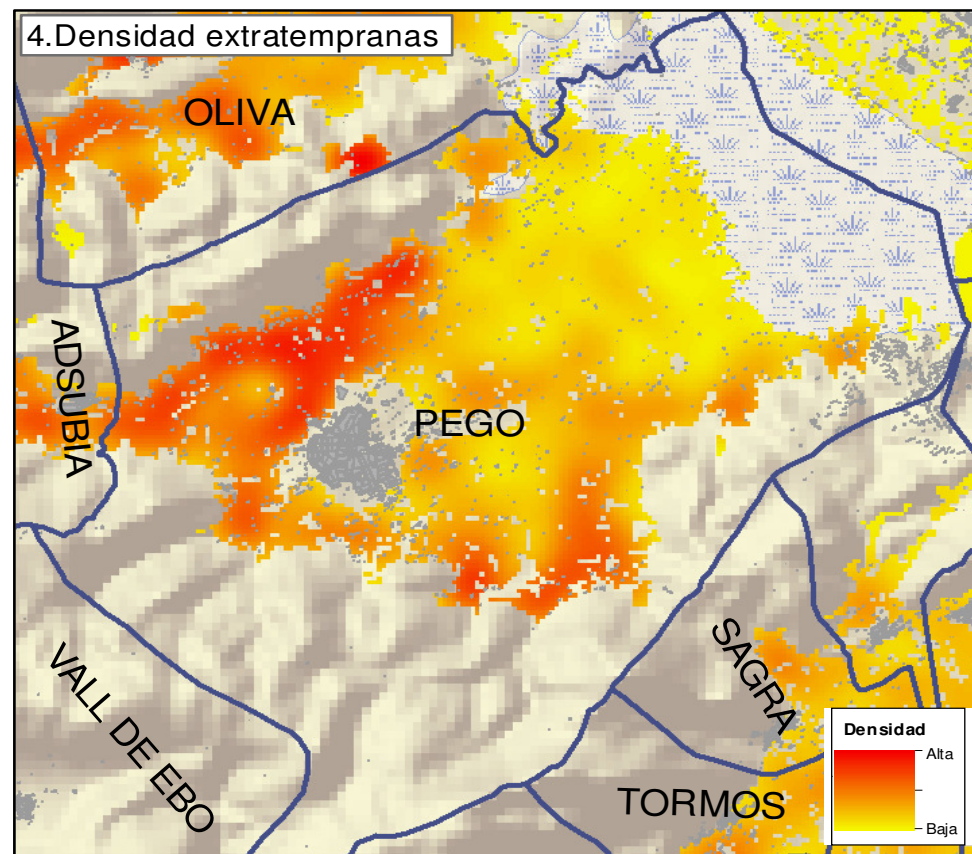 4.Densidad extratempranas
OLIVA
ADSUBIA
PEGO
VALL DE EBO
SAGRA
TORMOS
Densidad
Alta
Baja